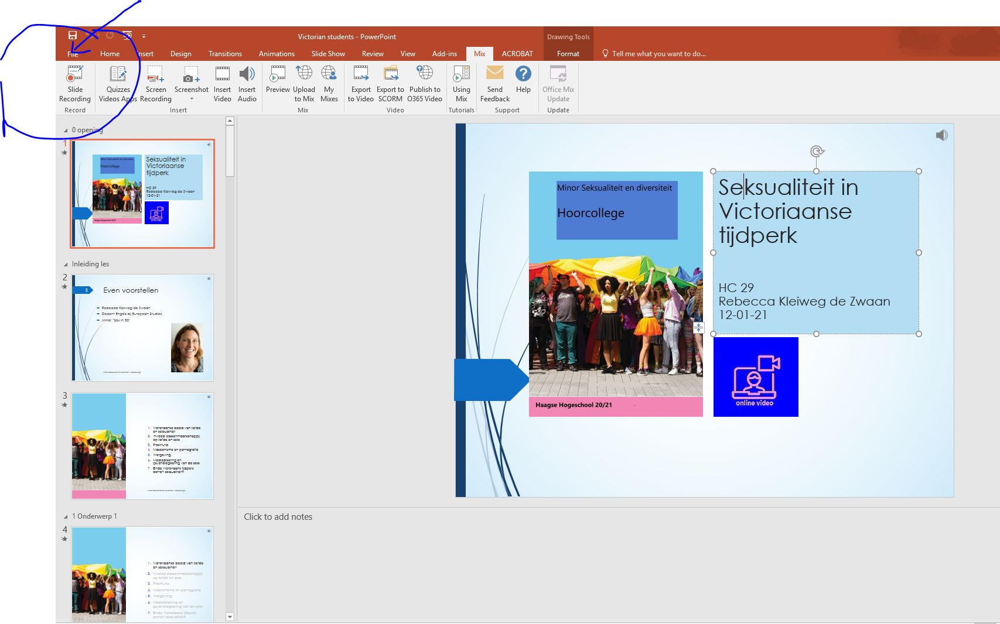 Victorian students - PowerPoint
Drawing Tools
File Home Insert Design Transitions Animations Slide Show Review View Add-ins Mix ACROBAT Format Tell me what you want to do...
Slide Recording
Quizzes Videos Apps
Screen Recording
Screenshot
Insert Video
Insert Audio
Preview
Upload to Mix
My Mixes
Export to Video
Export to SCORM
Publish to O365 Video
Using Mix
Send Feedback
Help
Office Mix Update
Record Insert Mix Video Tutorials Support Update
0 opening
1
Minor Seksualiteit en diversiteit
Hoorcollege
Seksualiteit in
Victoriaanse
tijdperk
HC 29
Rebecca Kleiweg de Zwaan
12-01-21
Haagse Hogeschool 20/21
online video
Inleiding les
2
2
Even voorstellen
Rebecca Kleiweg de Zwaan
Docent Engels bij European Studies
Minor "Sex in 3D"
3
1. Victoriaanse beeld van liefde
en seksualiteit
2. Invloed klassenmaatschappij
op liefde en seks
3. Prostitutie
4. Masochisme en pornografie
5. Wetgeving
6. Medicalisering en
psychologisering van de seks
7. Einde Victoriaans tijdperk
betreft seksualiteit?
1 Onderwerp 1
4
1. Victoriaanse beeld van liefde
en seksualiteit
2. Invloed klassenmaatschappij
op liefde en seks
3. Prostitutie
4. Masochisme en pornografie
5. Wetgeving
6. Medicalisering en
psychologisering van de seks
7. Einde Victoriaans tijdperk
betreft seksualiteit?
Minor Seksualiteit en diversiteit
Hoorcollege
Google
Haagse Hogeschool 20/21
Seksualiteit in
Victoriaanse
tijdperk
HC 29
Rebecca Kleiweg de Zwaan
12-01-21
online video
Click to add notes